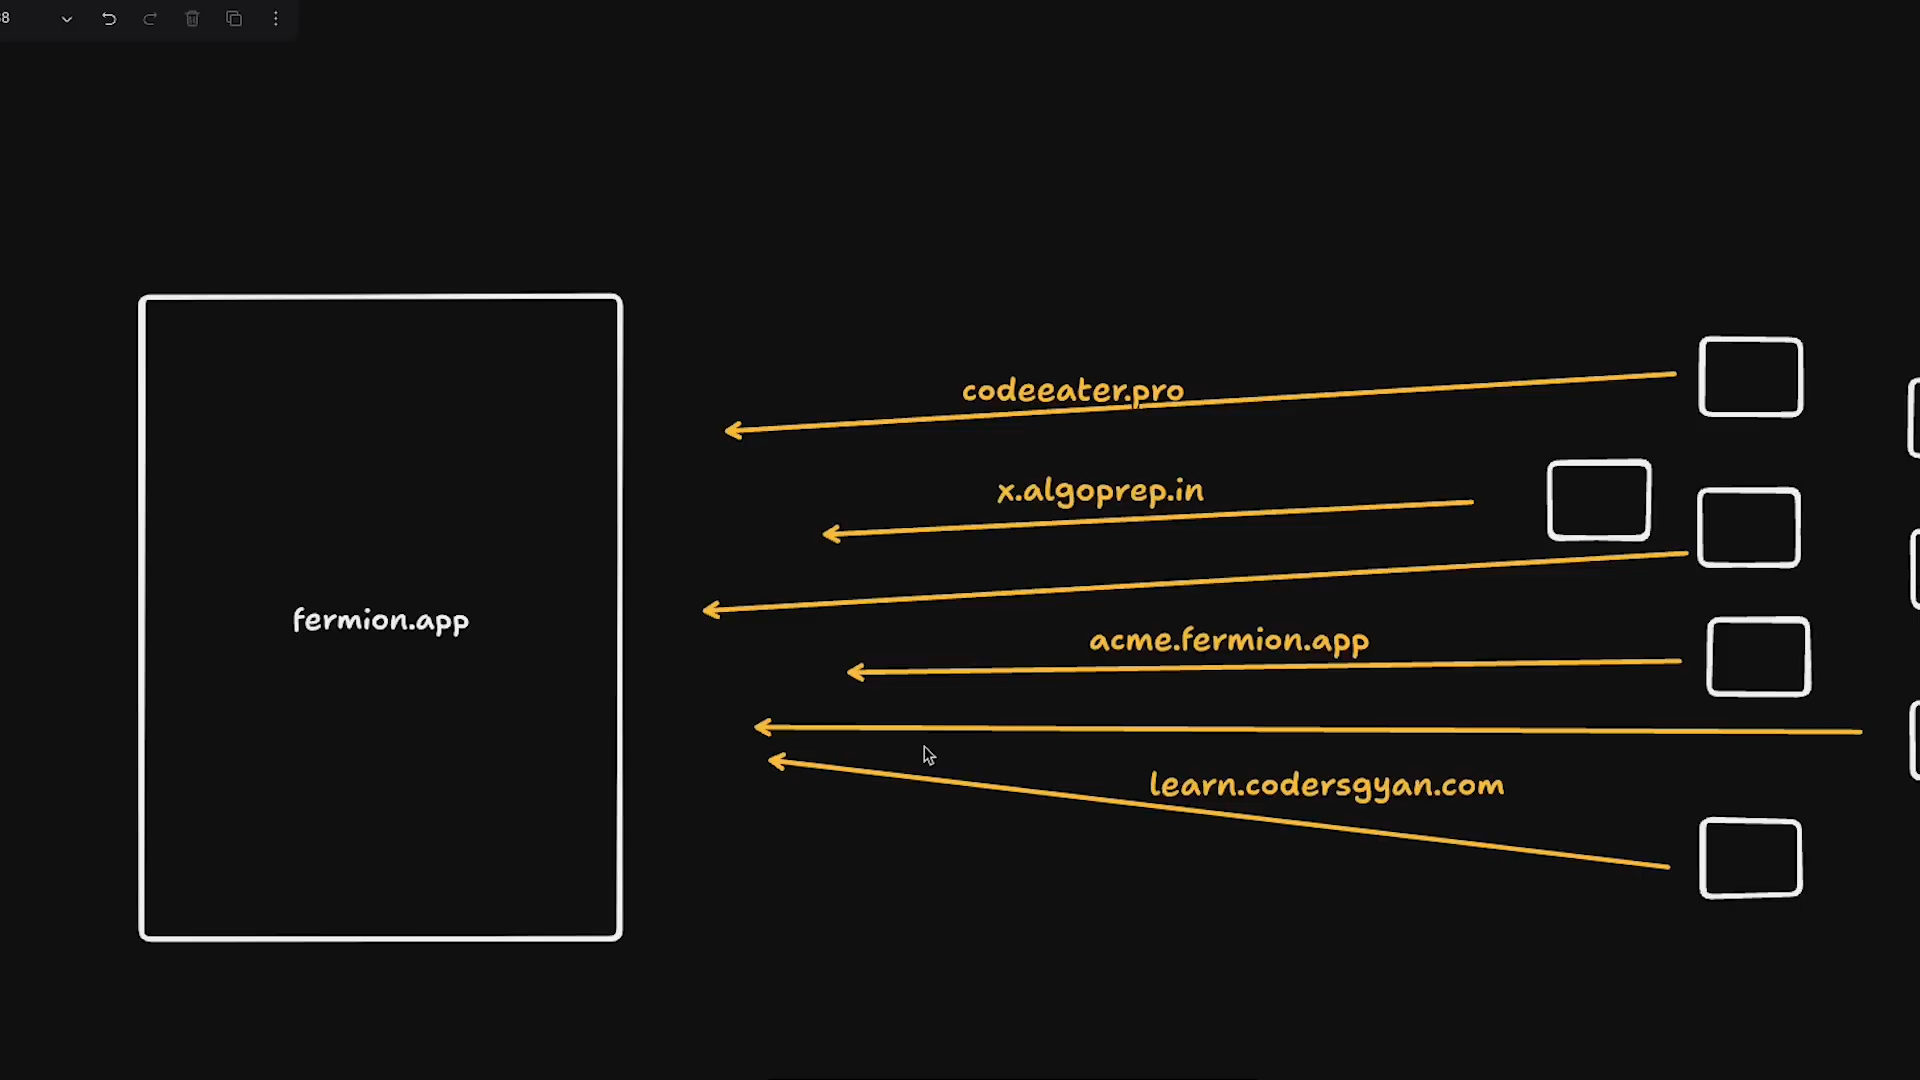 codeeater.pro
x.algoprep.in
fermion.app
acme.fermion.app
learn.codersgyan.com